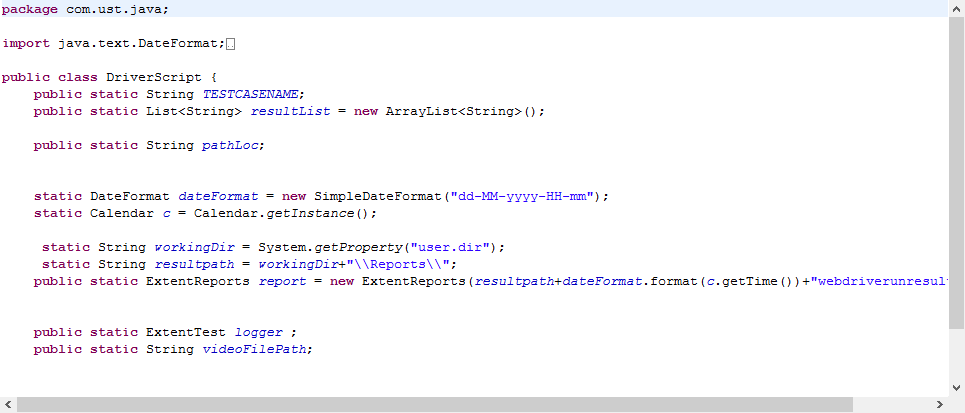 package com.ust.java;
import java.text.DateFormat;
public class DriverScript {
public static String TESTCASENAME;
public static List<String> resultList = new ArrayList<String>();
public static String pathLoc;
static DateFormat dateFormat = new SimpleDateFormat("dd-MM-yyyy-HH-mm");
static Calendar c = Calendar.getInstance();
static String workingDir = System.getProperty("user.dir");
static String resultpath = workingDir+"\\Reports\\";
public static ExtentReports report = new ExtentReports(resultpath+dateFormat.format(c.getTime())+"webdriverunresul
public static ExtentTest logger ;
public static String videoFilePath;